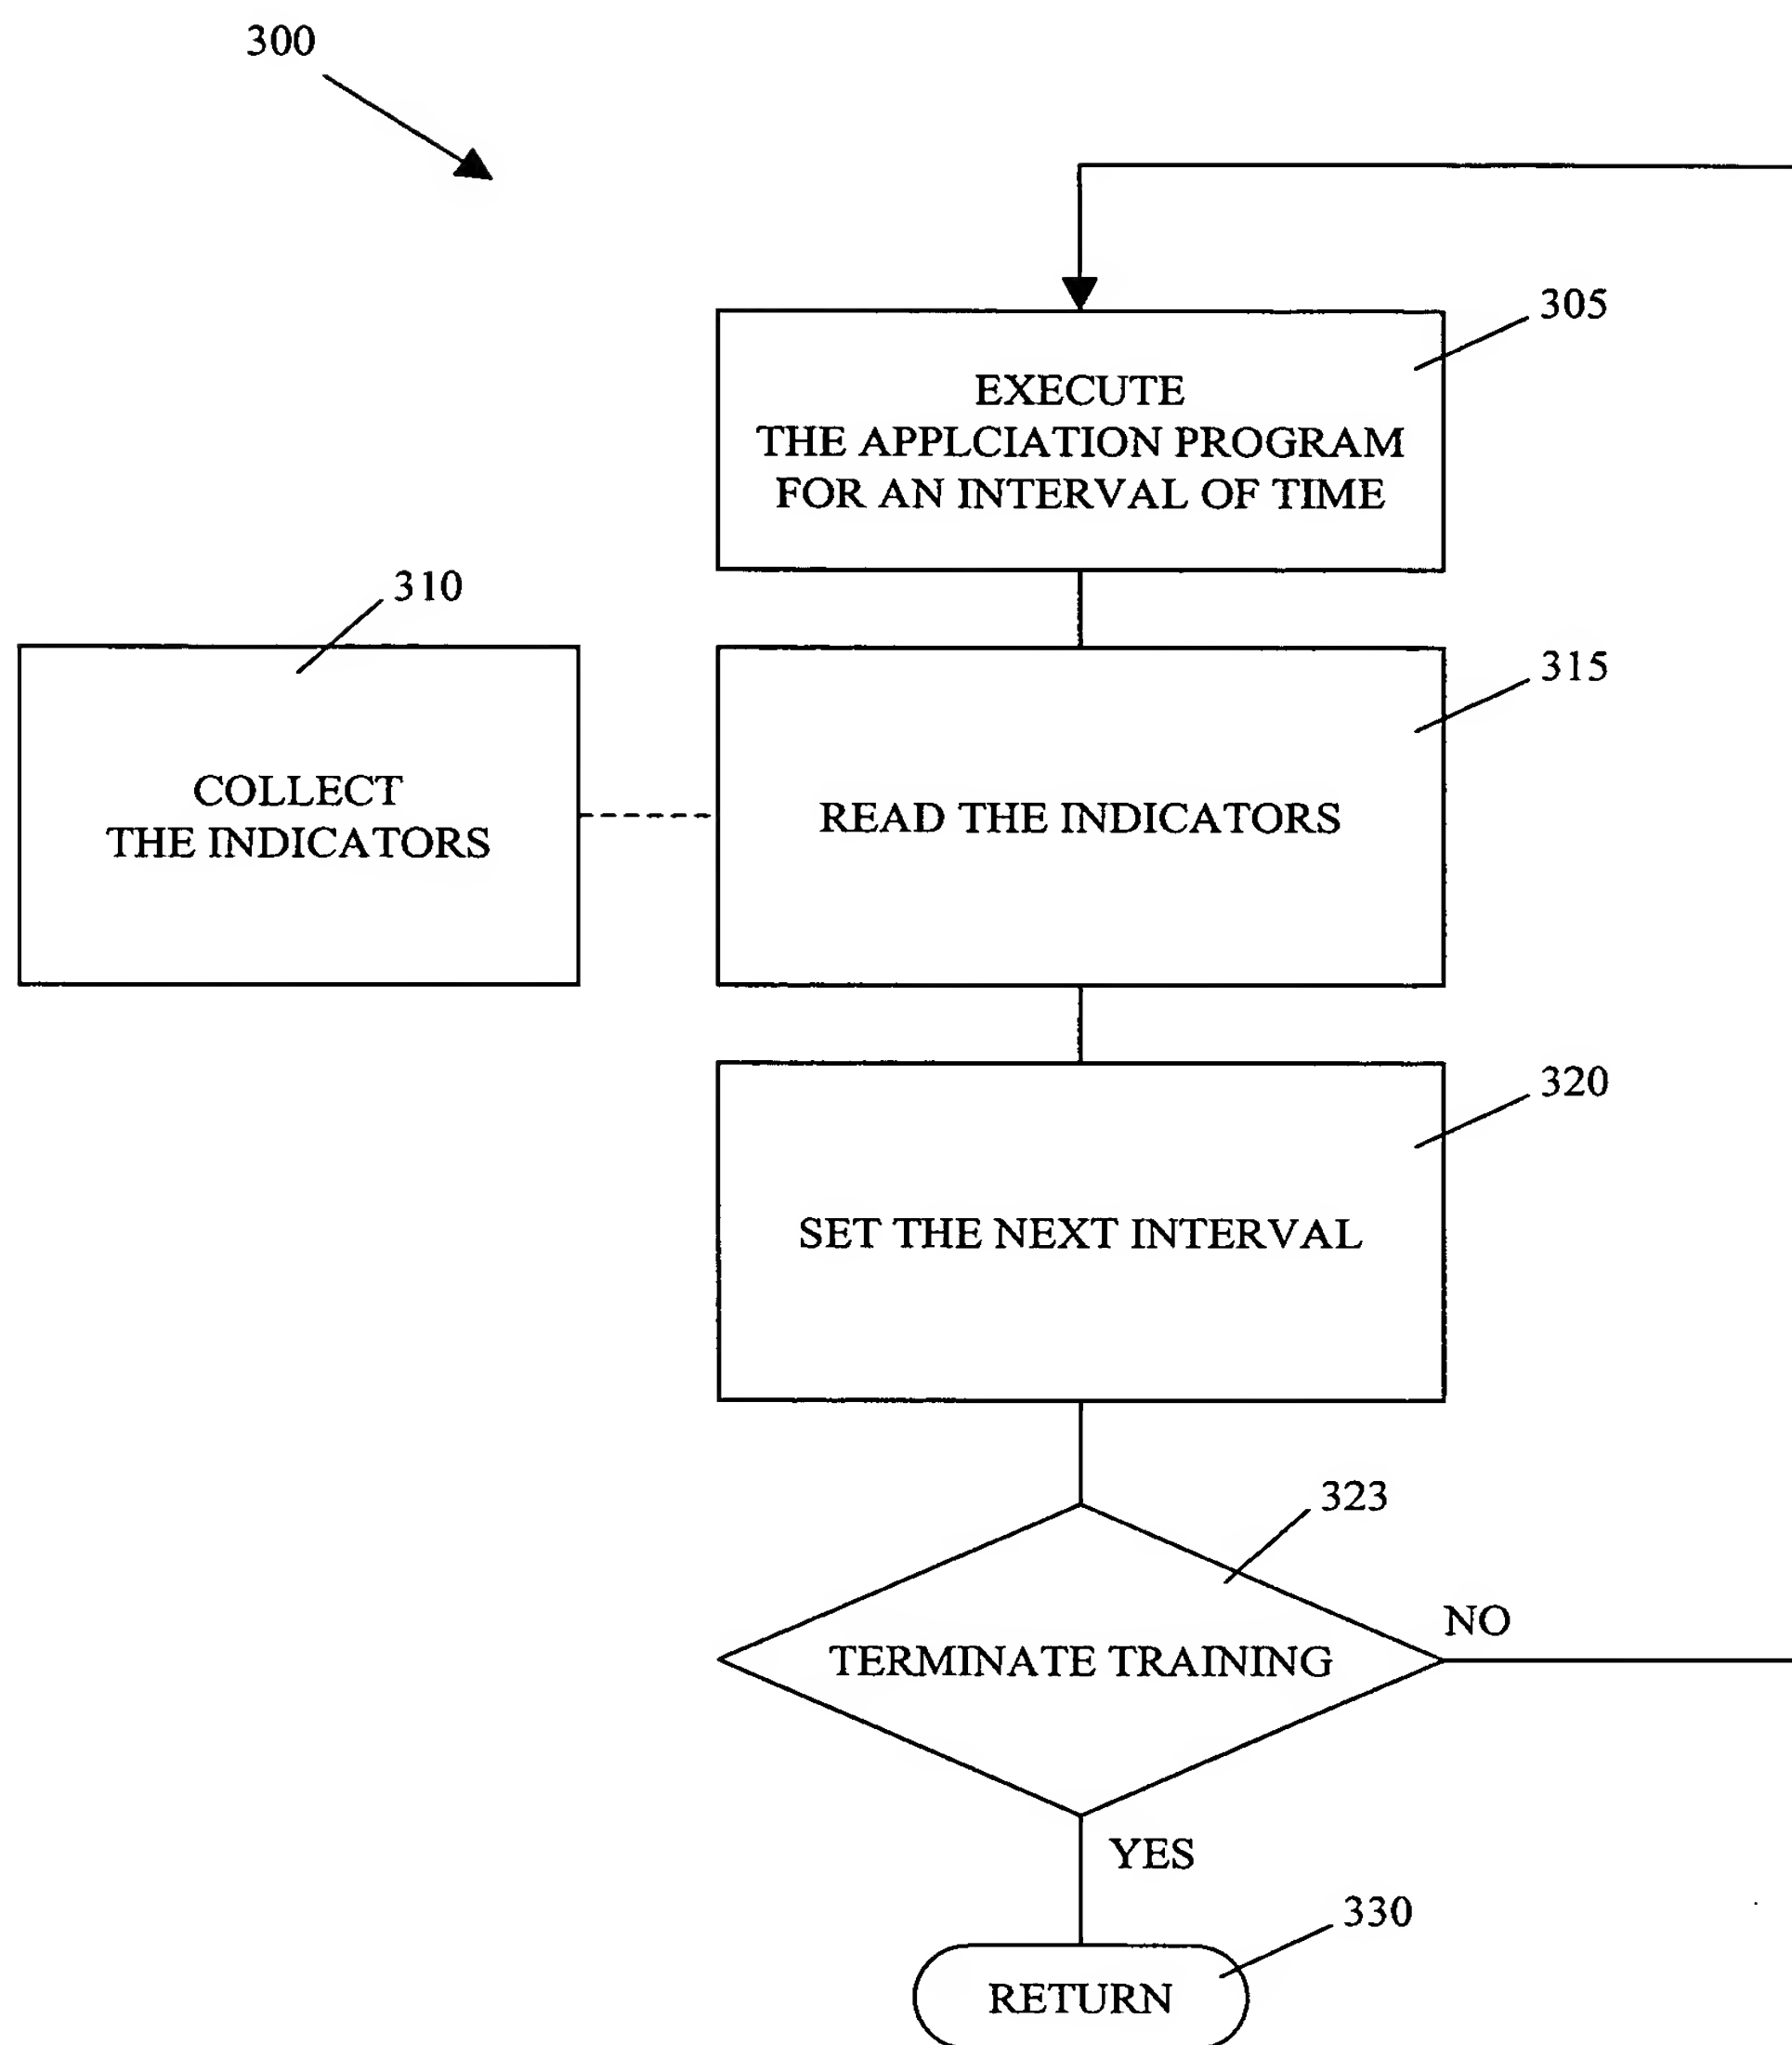 300
305
EXECUTE
THE APPLCIATION PROGRAM
FOR AN INTERVAL OF TIME
310
COLLECT
THE INDICATORS
315
READ THE INDICATORS
320
SET THE NEXT INTERVAL
323
TERMINATE TRAINING
NO
YES
330
RETURN